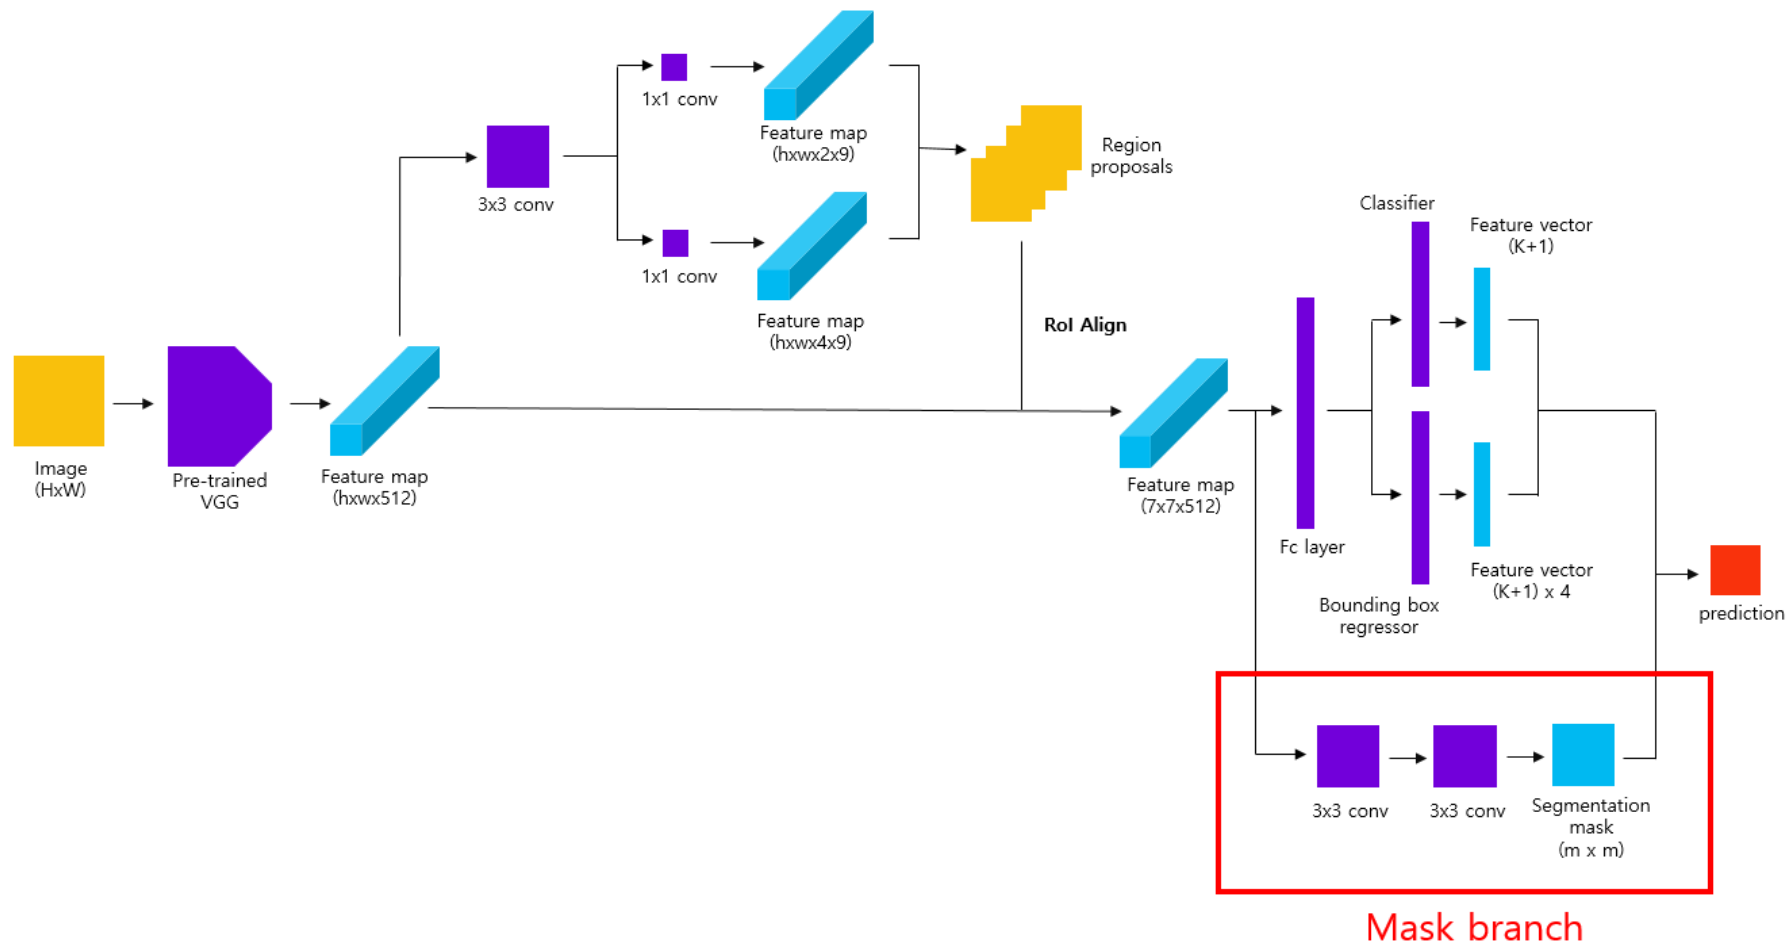 1x1 conv
Feature map
(hxwx2x9)
Region
proposals
3x3 conv
1x1 conv
Feature map
(hxwx4x9)
RoI Align
Image
(HxW)
Pre-trained
VGG
Feature map
(hxwx512)
Feature map
(7x7x512)
Fc layer
Classifier
Feature vector
(K+1)
Bounding box
regressor
Feature vector
(K+1) x 4
prediction
3x3 conv
3x3 conv
Segmentation
mask
(m x m)
Mask branch